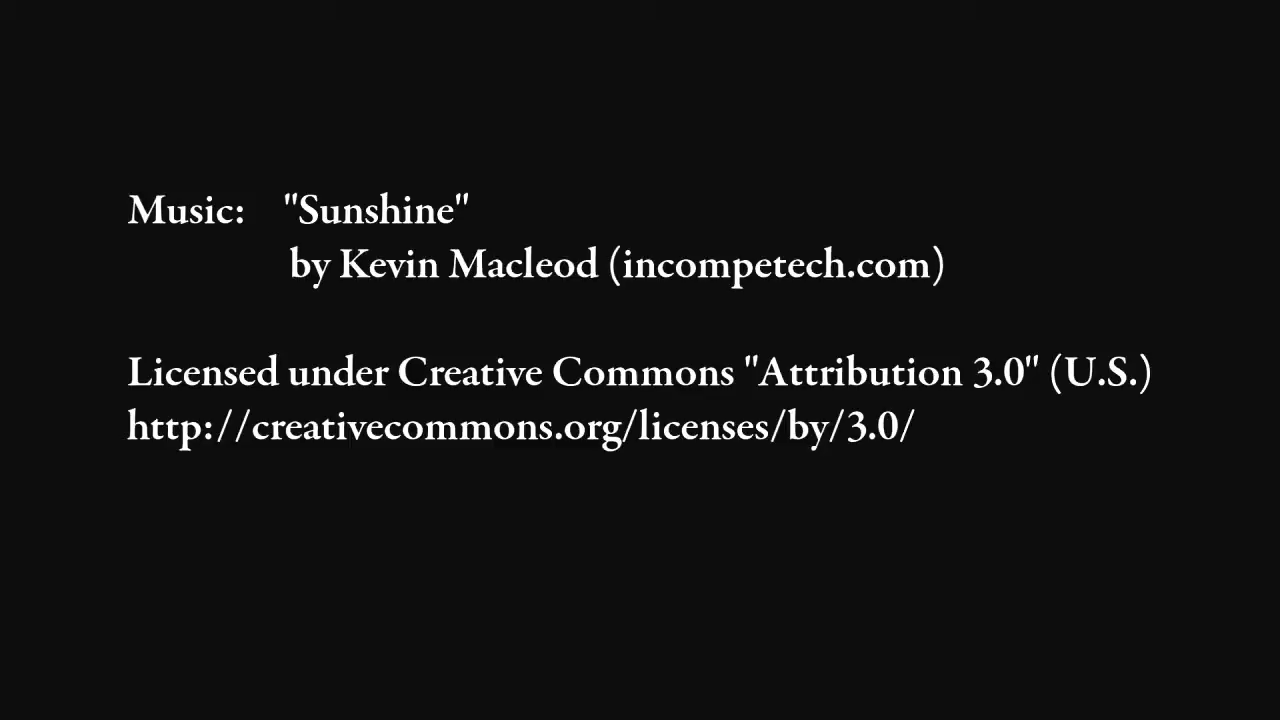 Music: "Sunshine"
by Kevin Macleod (incompetech.com)
Licensed under Creative Commons "Attribution 3.0" (U.S.)
http://creativecommons.org/licenses/by/3.0/